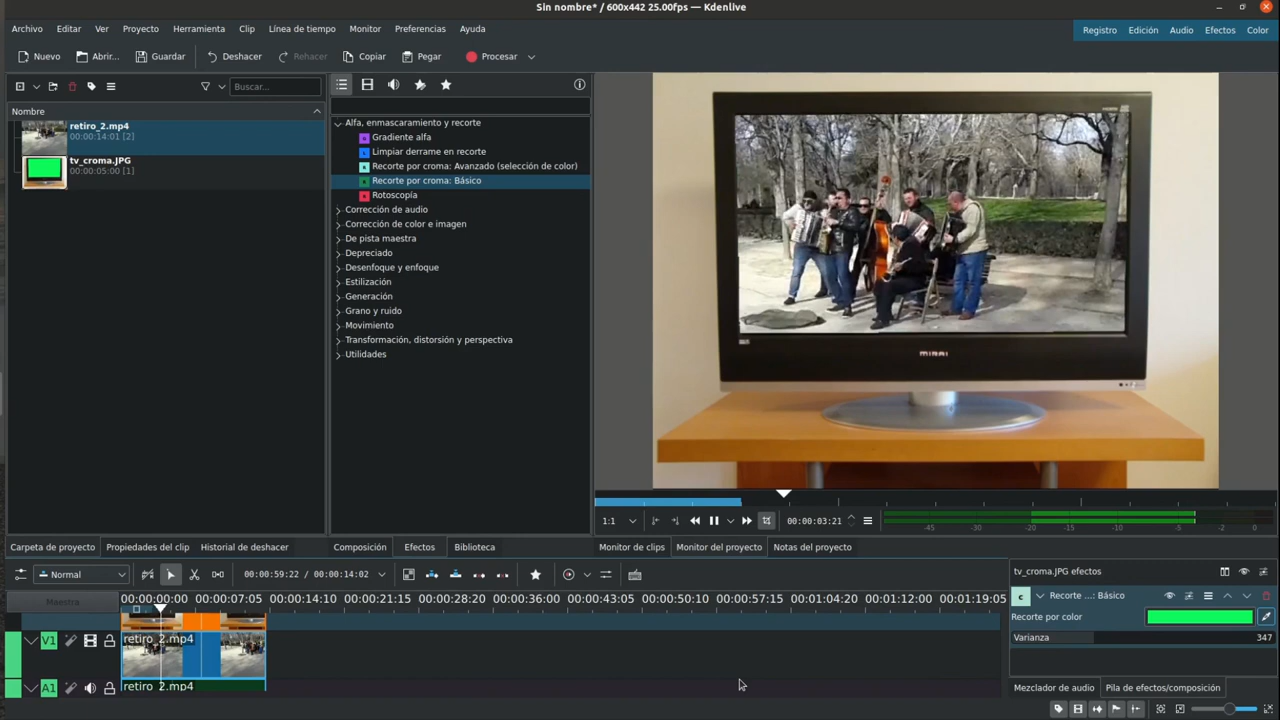 Sin nombre* / 600x442 25.00fps — Kdenlive
Archivo Editar Ver Proyecto Herramienta Clip Línea de tiempo Monitor Preferencias Ayuda
Registro Edición Audio Efectos Color
Nuevo Abrir... Guardar Deshacer Rehacer Copiar Pegar Procesar
Buscar...
Nombre
retiro_2.mp4
00:00:14:01 [2]
tv_croma.JPG
00:00:05:00 [1]
Alfa, enmascaramiento y recorte
Gradiente alfa
Limpiar derrame en recorte
Recorte por croma: Avanzado (selección de color)
Recorte por croma: Básico
Rotoscopía
Corrección de audio
Corrección de color e imagen
De pista maestra
Depreciado
Desenfoque y enfoque
Estilización
Generación
Grano y ruido
Movimiento
Transformación, distorsión y perspectiva
Utilidades
MIRAI
1:1 00:00:03:21
-45 -30 -20 -15 -10 -5 -2 0
Carpeta de proyecto Propiedades del clip Historial de deshacer
Composición Efectos Biblioteca
Monitor de clips Monitor del proyecto Notas del proyecto
Normal 00:00:59:22 / 00:00:14:02
Maestra
00:00:00:00 00:00:07:05 00:00:14:10 00:00:21:15 00:00:28:20 00:00:36:00 00:00:43:05 00:00:50:10 00:00:57:15 00:01:04:20 00:01:12:00 00:01:19:05
V1 retiro_2.mp4
A1 retiro_2.mp4
tv_croma.JPG efectos
c Recorte ...: Básico
Recorte por color
Varianza 347
Mezclador de audio Pila de efectos/composición